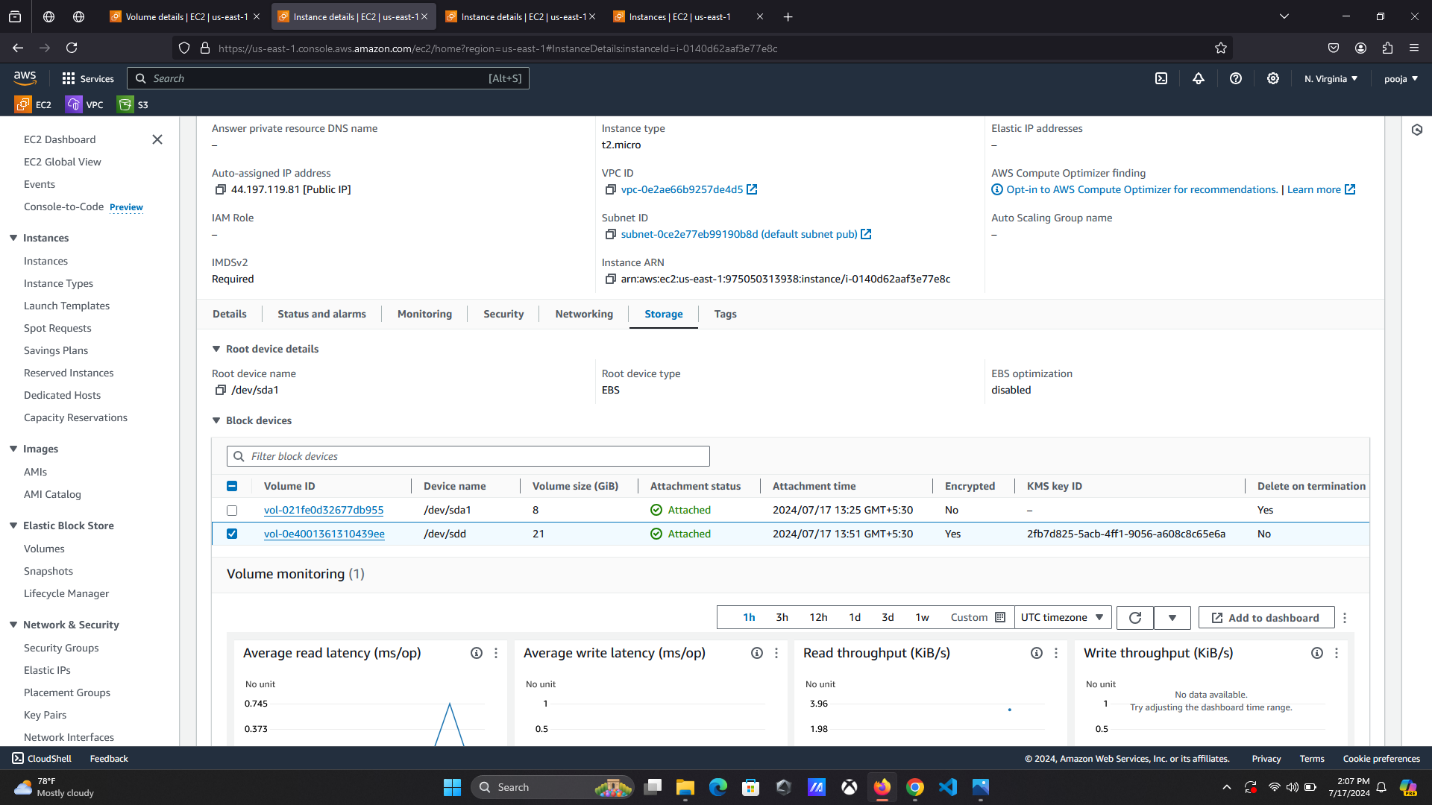 Volume details | EC2 | us-east-1
Instance details | EC2 | us-east-1
Instance details | EC2 | us-east-1
Instances | EC2 | us-east-1
https://us-east-1.console.aws.amazon.com/ec2/home?region=us-east-1#InstanceDetails:instanceId=i-0140d62aaf3e77e8c
aws Services Search [Alt+S] N. Virginia pooja
EC2 VPC S3
EC2 Dashboard
EC2 Global View
Events
Console-to-Code Preview
Instances
Instances
Instance Types
Launch Templates
Spot Requests
Savings Plans
Reserved Instances
Dedicated Hosts
Capacity Reservations
Images
AMIs
AMI Catalog
Elastic Block Store
Volumes
Snapshots
Lifecycle Manager
Network & Security
Security Groups
Elastic IPs
Placement Groups
Key Pairs
Network Interfaces
Answer private resource DNS name
–
Instance type
t2.micro
Elastic IP addresses
–
Auto-assigned IP address
44.197.119.81 [Public IP]
VPC ID
vpc-0e2ae66b9257de4d5
AWS Compute Optimizer finding
Opt-in to AWS Compute Optimizer for recommendations. | Learn more
IAM Role
–
Subnet ID
subnet-0ce2e77eb99190b8d (default subnet pub)
Auto Scaling Group name
–
IMDSv2
Required
Instance ARN
arn:aws:ec2:us-east-1:975050313938:instance/i-0140d62aaf3e77e8c
Details Status and alarms Monitoring Security Networking Storage Tags
Root device details
Root device name
/dev/sda1
Root device type
EBS
EBS optimization
disabled
Block devices
Filter block devices
Volume ID Device name Volume size (GiB) Attachment status Attachment time Encrypted KMS key ID Delete on termination
vol-021fe0d32677db955 /dev/sda1 8 Attached 2024/07/17 13:25 GMT+5:30 No – Yes
vol-0e4001361310439ee /dev/sdd 21 Attached 2024/07/17 13:51 GMT+5:30 Yes 2fb7d825-5acb-4ff1-9056-a608c8c65e6a No
Volume monitoring (1)
1h 3h 12h 1d 3d 1w Custom UTC timezone Add to dashboard
Average read latency (ms/op)
No unit
0.745
0.373
Average write latency (ms/op)
No unit
1
0.5
Read throughput (KiB/s)
No unit
3.96
1.98
Write throughput (KiB/s)
No unit
1
0.5
No data available.
Try adjusting the dashboard time range.
CloudShell Feedback © 2024, Amazon Web Services, Inc. or its affiliates. Privacy Terms Cookie preferences
78°F
Mostly cloudy
Search
2:07 PM
7/17/2024